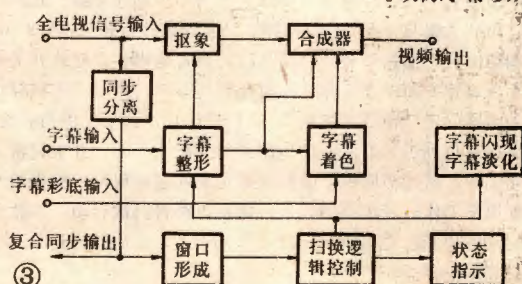 全电视信号输入
抠象
合成器
视频输出
同步
分离
字幕输入
字幕
整形
字幕
着色
字幕闪现
字幕淡化
字幕彩底输入
复合同步输出
窗口
形成
扫换逻
辑控制
状态
指示
③